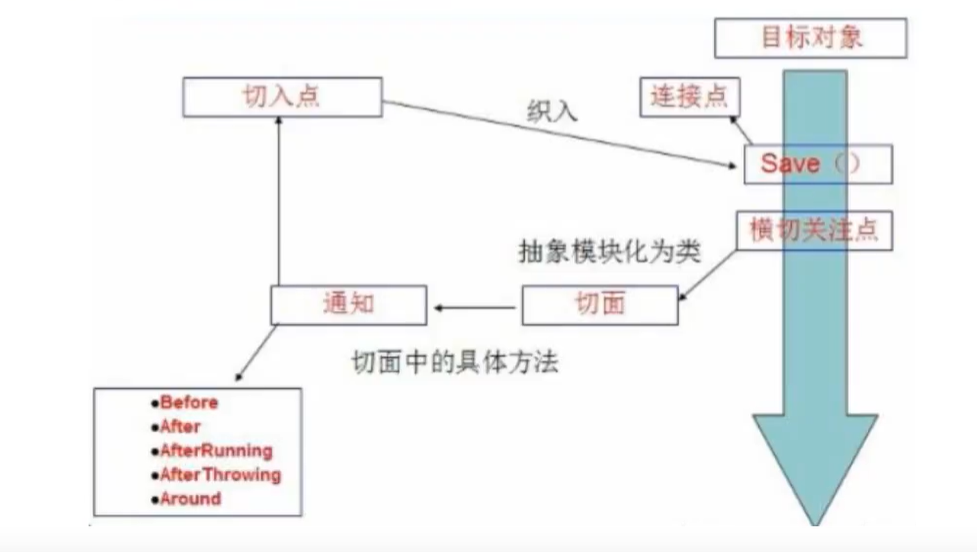 目标对象
切入点
连接点
织入
Save（）
横切关注点
抽象模块化为类
通知
切面
切面中的具体方法
●Before
●After
●AfterRunning
●AfterThrowing
●Around